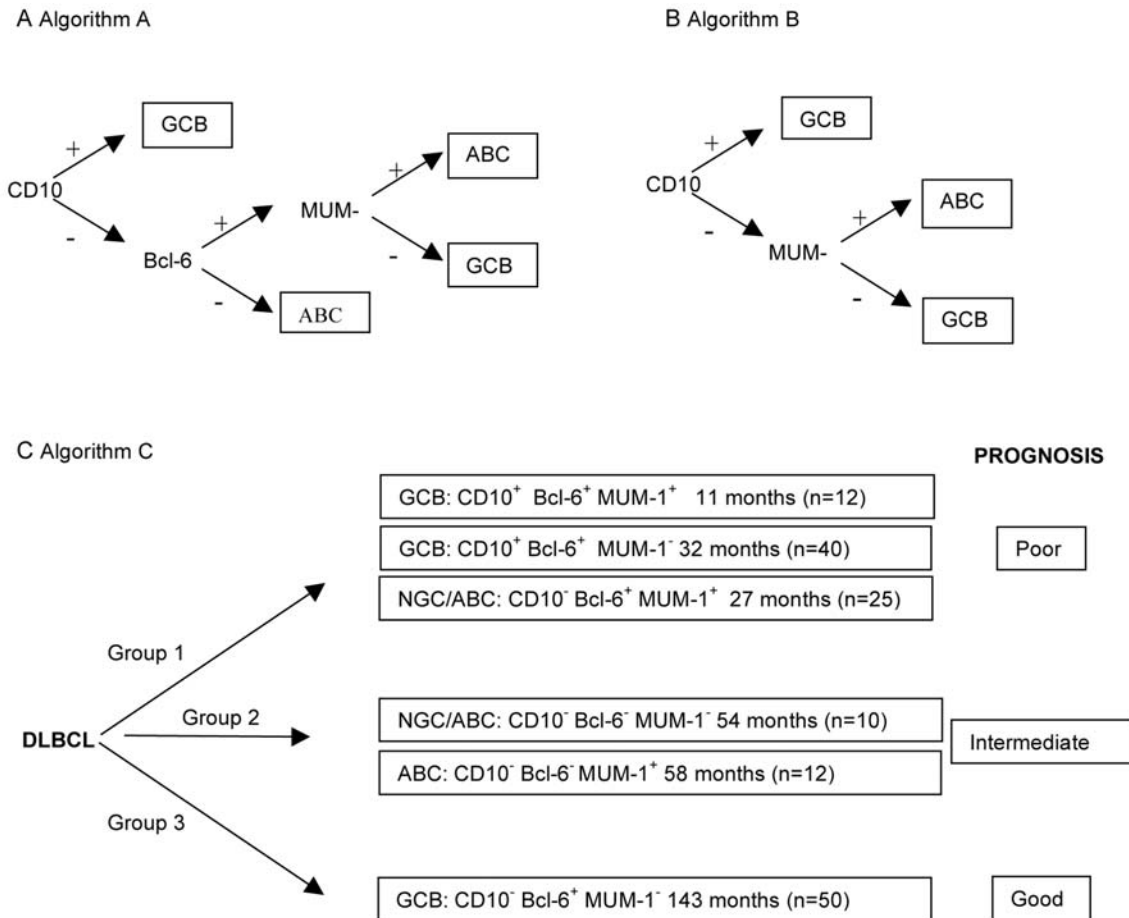 A Algorithm A
B Algorithm B
GCB
+
CD10
-
Bcl-6
+
MUM-
+
ABC
-
GCB
-
ABC
GCB
+
CD10
-
MUM-
+
ABC
-
GCB
C Algorithm C
PROGNOSIS
GCB: CD10⁺ Bcl-6⁺ MUM-1⁺ 11 months (n=12)
GCB: CD10⁺ Bcl-6⁺ MUM-1⁻ 32 months (n=40)
Poor
NGC/ABC: CD10⁻ Bcl-6⁺ MUM-1⁺ 27 months (n=25)
Group 1
Group 2
DLBCL
NGC/ABC: CD10⁻ Bcl-6⁻ MUM-1⁻ 54 months (n=10)
Intermediate
ABC: CD10⁻ Bcl-6⁻ MUM-1⁺ 58 months (n=12)
Group 3
GCB: CD10⁻ Bcl-6⁺ MUM-1⁻ 143 months (n=50)
Good